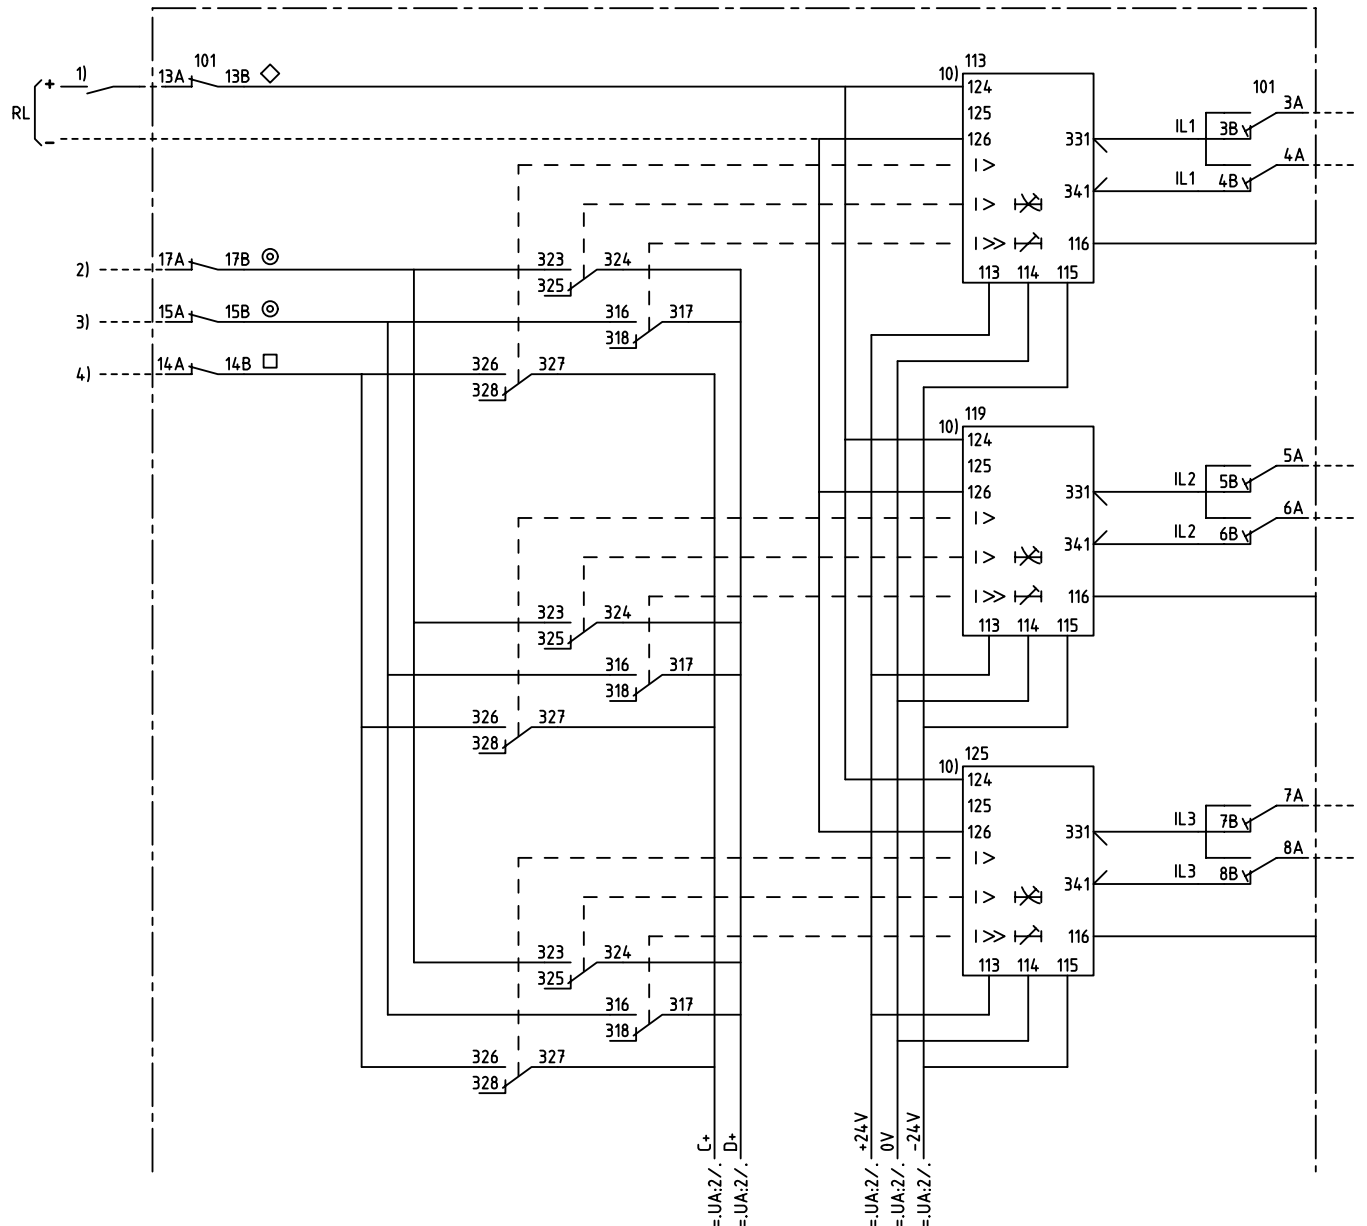 101 113
1) 13A 13B 10) 124 101
+ 125 3A
RL 126 331 IL1 3B
- I> 4A
341 IL1 4B
I>
17A 17B I>> 116
2) 323 324 113 114 115
325
15A 15B 316 317
3) 318
14A 14B 326 327
4) 328
119
10) 124
125 5A
126 331 IL2 5B
I> 6A
341 IL2 6B
I>
I>> 116
323 324 113 114 115
325
316 317
318
326 327
328
125
10) 124
125 7A
126 331 IL3 7B
I> 8A
341 IL3 8B
I>
I>> 116
323 324 113 114 115
325
316 317
318
326 327
328
C+ D+ +24V 0V -24V
=.UA:2/. =.UA:2/. =.UA:2/. =.UA:2/. =.UA:2/.